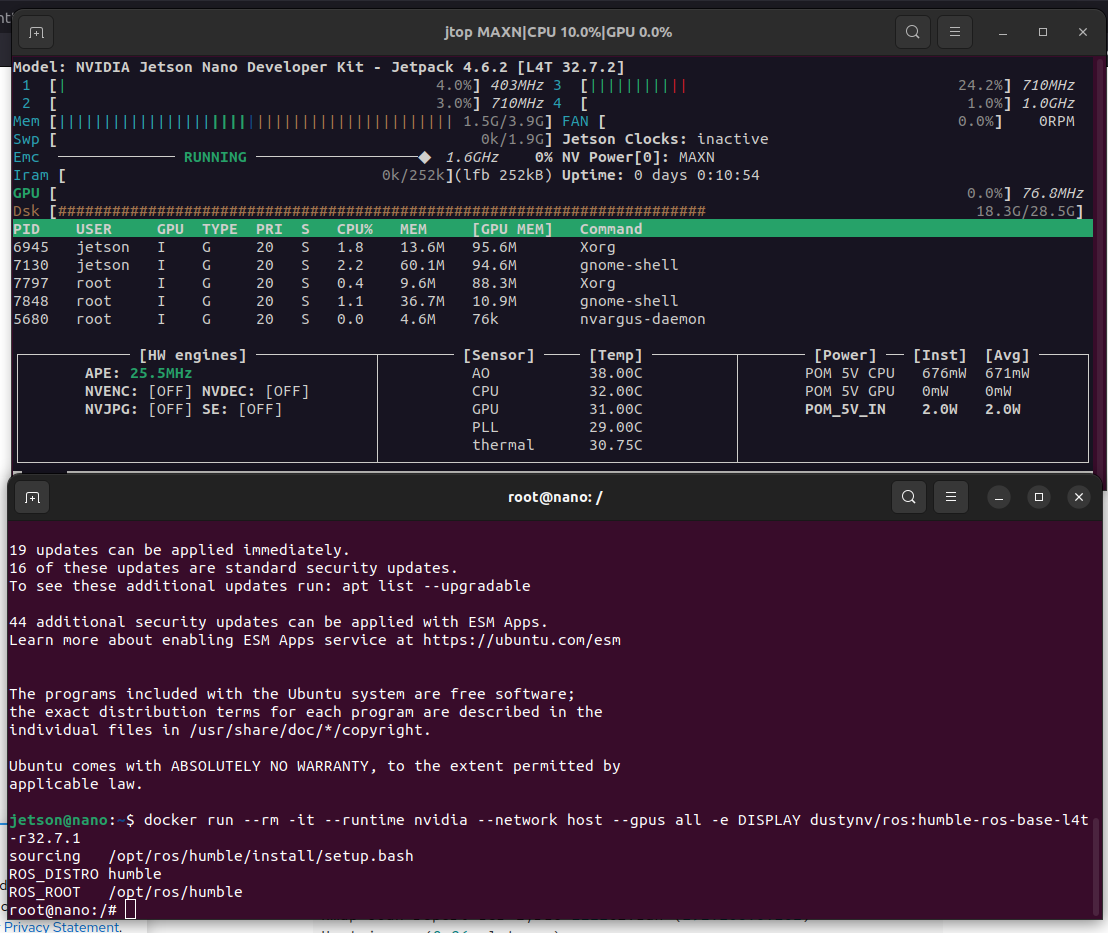 jtop MAXN|CPU 10.0%|GPU 0.0%
Model: NVIDIA Jetson Nano Developer Kit - Jetpack 4.6.2 [L4T 32.7.2]
1 [| 4.0%] 403MHz 3 [||||||||||| 24.2%] 710MHz
2 [ 3.0%] 710MHz 4 [ 1.0%] 1.0GHz
Mem [|||||||||||||||||||||||||||||||||||||||||||| 1.5G/3.9G] FAN [ 0.0%] 0RPM
Swp [ 0k/1.9G] Jetson Clocks: inactive
Emc RUNNING 1.6GHz 0% NV Power[0]: MAXN
Iram [ 0k/252k](lfb 252kB) Uptime: 0 days 0:10:54
GPU [ 0.0%] 76.8MHz
Dsk [######################################################################## 18.3G/28.5G]
PID USER GPU TYPE PRI S CPU% MEM [GPU MEM] Command
6945 jetson I G 20 S 1.8 13.6M 95.6M Xorg
7130 jetson I G 20 S 2.2 60.1M 94.6M gnome-shell
7797 root I G 20 S 0.4 9.6M 88.3M Xorg
7848 root I G 20 S 1.1 36.7M 10.9M gnome-shell
5680 root I G 20 S 0.0 4.6M 76k nvargus-daemon
[HW engines] [Sensor] [Temp] [Power] [Inst] [Avg]
APE: 25.5MHz AO 38.00C POM 5V CPU 676mW 671mW
NVENC: [OFF] NVDEC: [OFF] CPU 32.00C POM 5V GPU 0mW 0mW
NVJPG: [OFF] SE: [OFF] GPU 31.00C POM_5V_IN 2.0W 2.0W
PLL 29.00C
thermal 30.75C
root@nano: /
19 updates can be applied immediately.
16 of these updates are standard security updates.
To see these additional updates run: apt list --upgradable
44 additional security updates can be applied with ESM Apps.
Learn more about enabling ESM Apps service at https://ubuntu.com/esm
The programs included with the Ubuntu system are free software;
the exact distribution terms for each program are described in the
individual files in /usr/share/doc/*/copyright.
Ubuntu comes with ABSOLUTELY NO WARRANTY, to the extent permitted by
applicable law.
jetson@nano:~$ docker run --rm -it --runtime nvidia --network host --gpus all -e DISPLAY dustynv/ros:humble-ros-base-l4t
-r32.7.1
sourcing /opt/ros/humble/install/setup.bash
ROS_DISTRO humble
ROS_ROOT /opt/ros/humble
root@nano:/#
Privacy Statement.